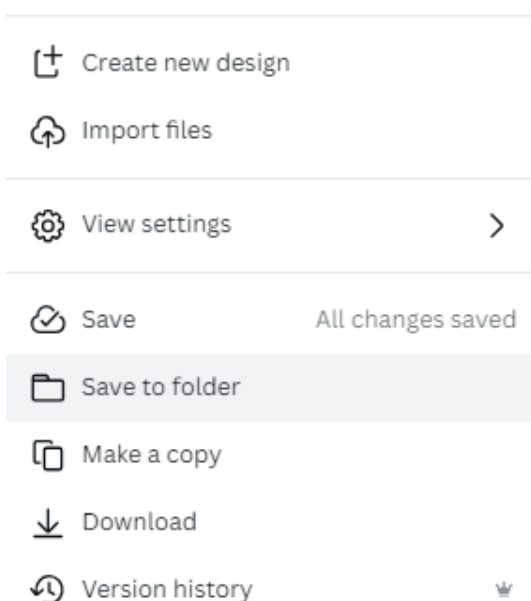 Create new design
Import files
View settings
Save All changes saved
Save to folder
Make a copy
Download
Version history